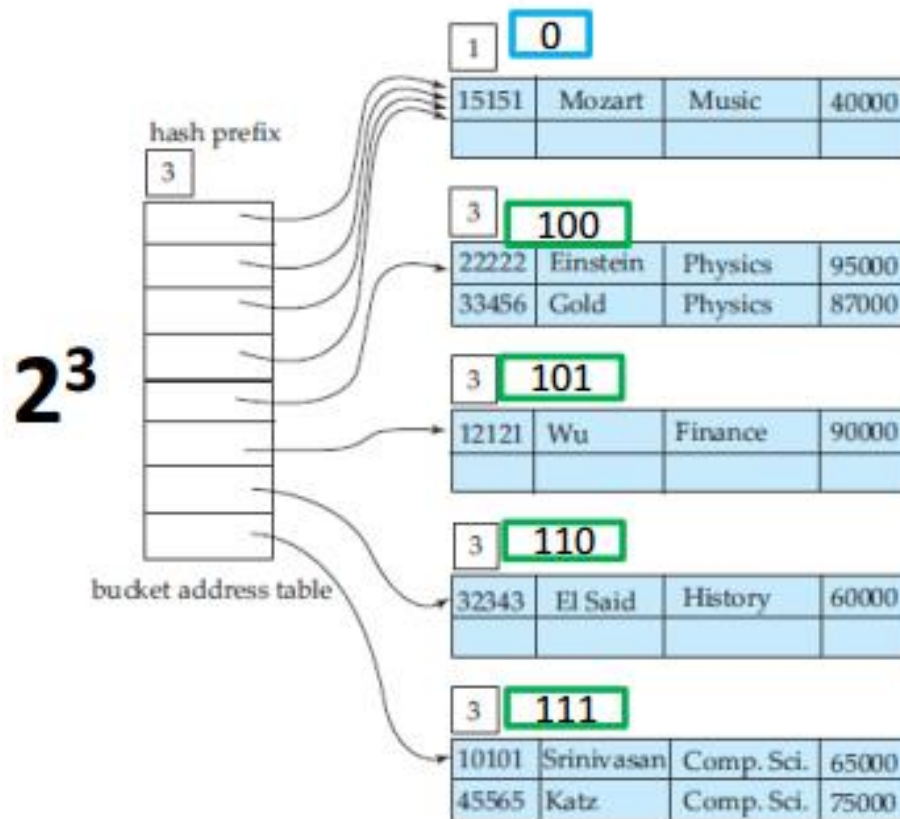 1 0
15151 Mozart Music 40000
hash prefix
3
3 100
22222 Einstein Physics 95000
33456 Gold Physics 87000
2³
3 101
12121 Wu Finance 90000
3 110
bucket address table
32343 El Said History 60000
3 111
10101 Srinivasan Comp. Sci. 65000
45565 Katz Comp. Sci. 75000